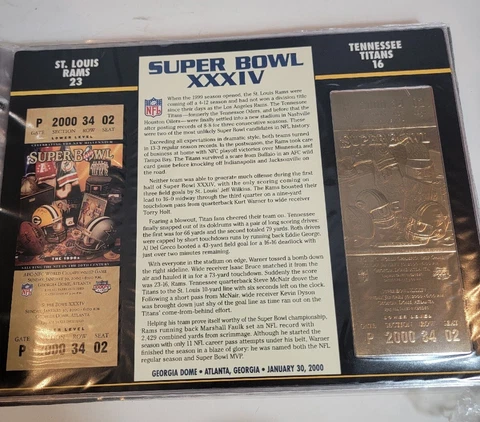 ST. LOUIS
RAMS
23
SUPER BOWL
XXXIV
TENNESSEE
TITANS
16
P 2000 34 02
GATE SECTION ROW SEAT
LOWER LEVEL
SUPER BOWL
THE 1990s
P 2000 34 02
NFL
When the 1999 season opened, the St. Louis Rams were
coming off a 4-12 season and had not won a division title
since their days as the Los Angeles Rams. The Tennessee
Titans—formerly the Tennessee Oilers, and before that the
Houston Oilers—were finally settled into a new stadium in Nashville
after posting records of 8-8 for three consecutive seasons. These
were two of the most unlikely Super Bowl candidates in NFL history.
Exceeding all expectations in dramatic style, both teams turned
in 13-3 regular season records. In the postseason, the Rams took care
of business at home with NFC playoff victories over Minnesota and
Tampa Bay. The Titans survived a scare from Buffalo in an AFC wild
card game before knocking off Indianapolis and Jacksonville on
the road.
Neither team was able to generate much offense during the first
half of Super Bowl XXXIV, with the only scoring coming on
three field goals by St. Louis' Jeff Wilkins. The Rams boosted their
lead to 16-0 midway through the third quarter on a nine-yard
touchdown pass from quarterback Kurt Warner to wide receiver
Torry Holt.
Fearing a blowout, Titan fans cheered their team on. Tennessee
finally snapped out of its doldrums with a pair of long scoring drives:
the first was for 66 yards and the second totaled 79 yards. Both drives
were capped by short touchdown runs by running back Eddie George.
Al Del Greco booted a 43-yard field goal for a 16-16 deadlock with
just over two minutes remaining.
With everyone in the stadium on edge, Warner tossed a bomb down
the right sideline. Wide receiver Isaac Bruce matched it from the
air and hauled it in for a 73-yard touchdown. Suddenly the score
was 23-16, Rams. Tennessee quarterback Steve McNair drove the
Titans to the St. Louis 10-yard line with six seconds left on the clock.
Following a short pass from McNair, wide receiver Kevin Dyson
was brought down just shy of the goal line as time ran out on the
Titans' come-from-behind effort.
Helping his team prove itself worthy of the Super Bowl championship,
Rams running back Marshall Faulk set an NFL record with
2,429 combined yards from scrimmage. Although he started the
season with only 11 NFC career pass attempts under his belt, Warner
finished the season in a blaze of glory: he was named both the NFL
regular season and Super Bowl MVP.
GEORGIA DOME • ATLANTA, GEORGIA • JANUARY 30, 2000
LOWER LEVEL
2000 34 02